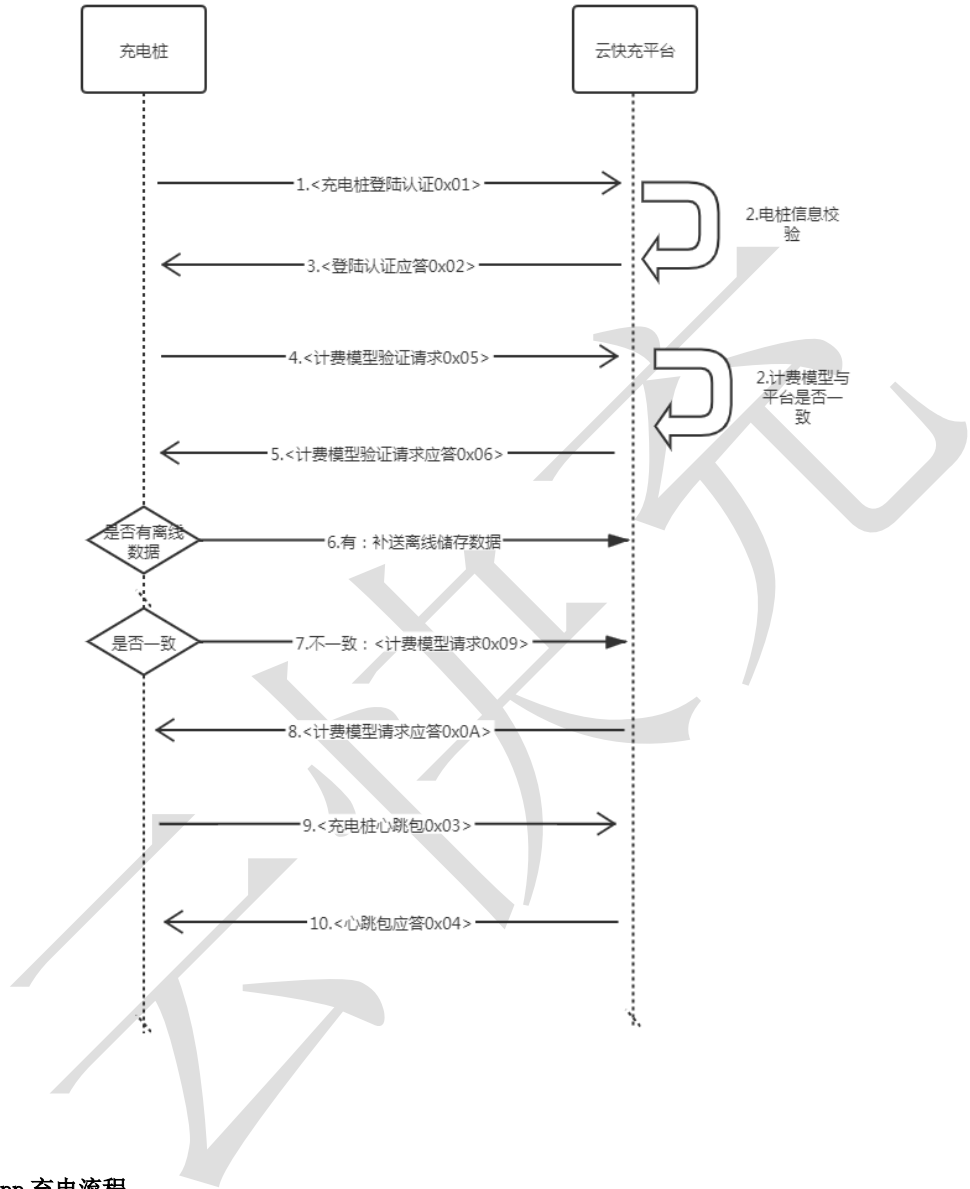 充电桩
云快充平台
1.<充电桩登陆认证0x01>
2.电桩信息校
验
3.<登陆认证应答0x02>
4.<计费模型验证请求0x05>
2.计费模型与
平台是否一
致
5.<计费模型验证请求应答0x06>
是否有离线
数据
6.有：补送离线储存数据
是否一致
7.不一致：<计费模型请求0x09>
8.<计费模型请求应答0x0A>
9.<充电桩心跳包0x03>
10.<心跳包应答0x04>
云快充